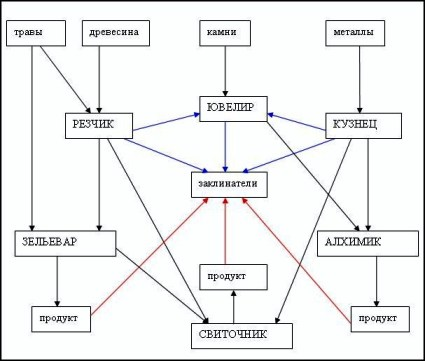 травы
древесина
камни
металлы
РЕЗЧИК
ЮВЕЛИР
КУЗНЕЦ
заклинатели
ЗЕЛЬЕВАР
АЛХИМИК
продукт
продукт
продукт
СВИТОЧНИК